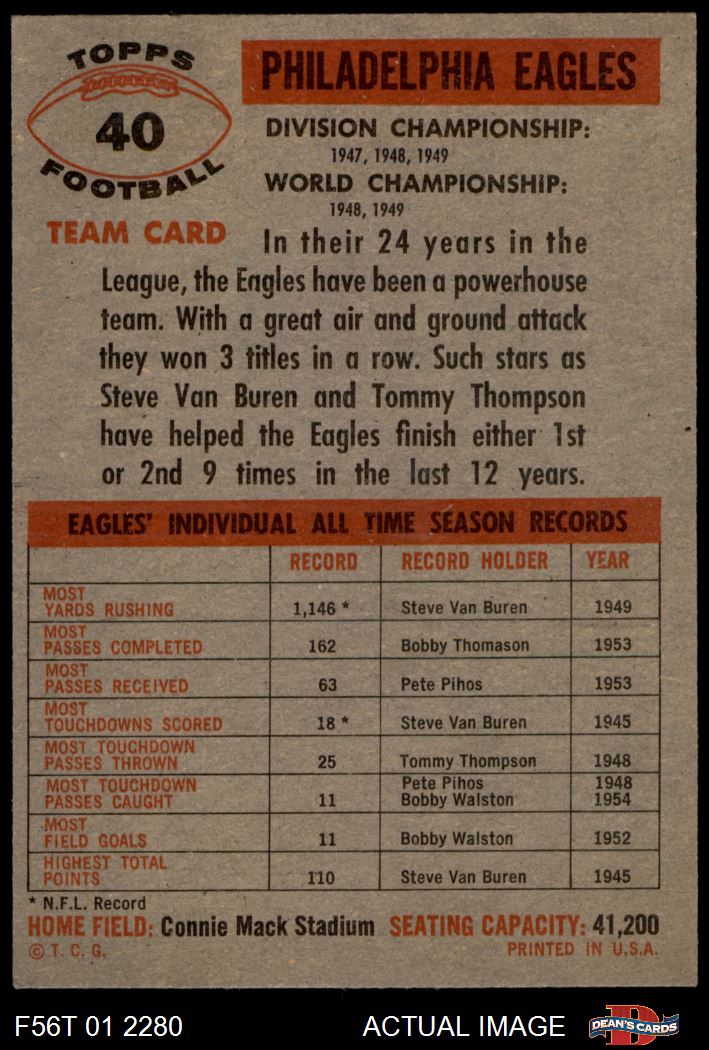 TOPPS
40
FOOTBALL
TEAM CARD
PHILADELPHIA EAGLES
DIVISION CHAMPIONSHIP:
1947, 1948, 1949
WORLD CHAMPIONSHIP:
1948, 1949
In their 24 years in the
League, the Eagles have been a powerhouse
team. With a great air and ground attack
they won 3 titles in a row. Such stars as
Steve Van Buren and Tommy Thompson
have helped the Eagles finish either 1st
or 2nd 9 times in the last 12 years.
EAGLES' INDIVIDUAL ALL TIME SEASON RECORDS
RECORD RECORD HOLDER YEAR
MOST
YARDS RUSHING 1,146 * Steve Van Buren 1949
MOST
PASSES COMPLETED 162 Bobby Thomason 1953
MOST
PASSES RECEIVED 63 Pete Pihos 1953
MOST
TOUCHDOWNS SCORED 18 * Steve Van Buren 1945
MOST TOUCHDOWN
PASSES THROWN 25 Tommy Thompson 1948
MOST TOUCHDOWN Pete Pihos 1948
PASSES CAUGHT 11 Bobby Walston 1954
MOST
FIELD GOALS 11 Bobby Walston 1952
HIGHEST TOTAL
POINTS 110 Steve Van Buren 1945
* N.F.L. Record
HOME FIELD: Connie Mack Stadium SEATING CAPACITY: 41,200
© T. C. G. PRINTED IN U.S.A.
F56T 01 2280 ACTUAL IMAGE D DEAN'S CARDS